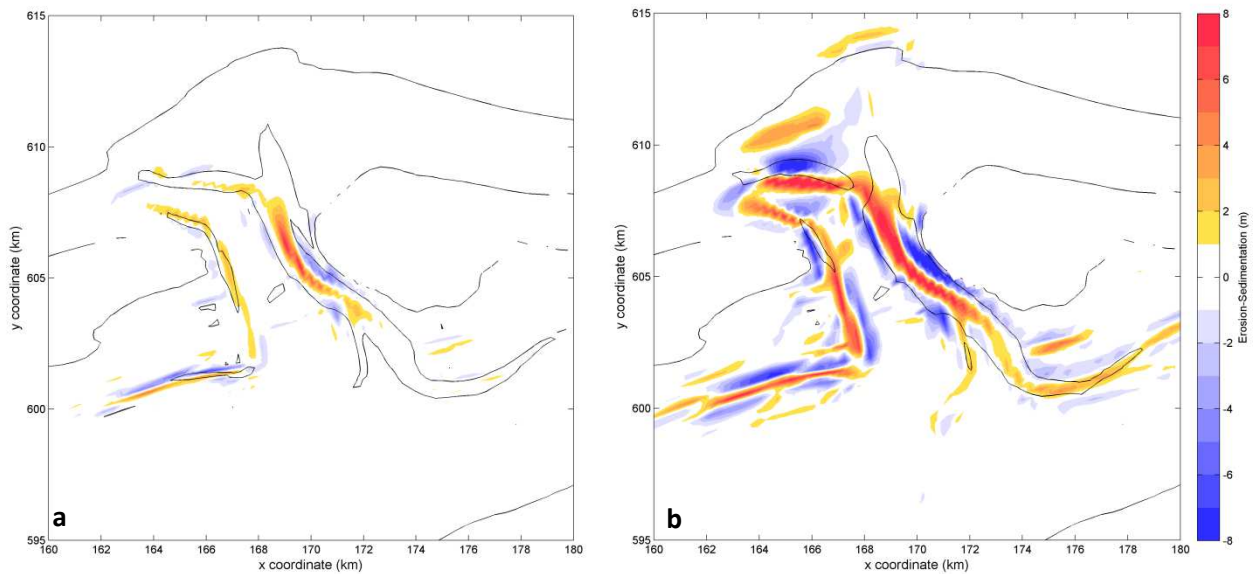 615
610
605
600
595
y coordinate (km)
a
160 162 164 166 168 170 172 174 176 178 180
x coordinate (km)
615
610
605
600
595
y coordinate (km)
b
160 162 164 166 168 170 172 174 176 178 180
x coordinate (km)
8
6
4
2
0
-2
-4
-6
-8
Erosion-Sedimentation (m)